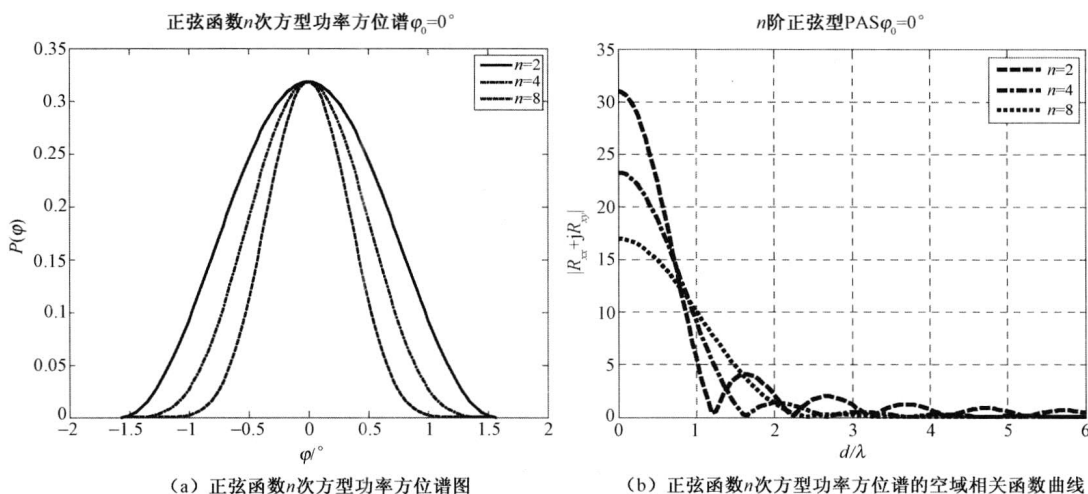 正弦函数n次方型功率方位谱φ₀=0°
0.35
0.3
0.25
0.2
0.15
0.1
0.05
0
P(φ)
n=2
n=4
n=8
−2
−1.5
−1
−0.5
0
0.5
1
1.5
2
φ/°
(a) 正弦函数n次方型功率方位谱图
n阶正弦型PASφ₀=0°
35
30
25
20
15
10
5
0
|Rxx+jRxy|
n=2
n=4
n=8
0
1
2
3
4
5
6
d/λ
(b) 正弦函数n次方型功率方位谱的空域相关函数曲线